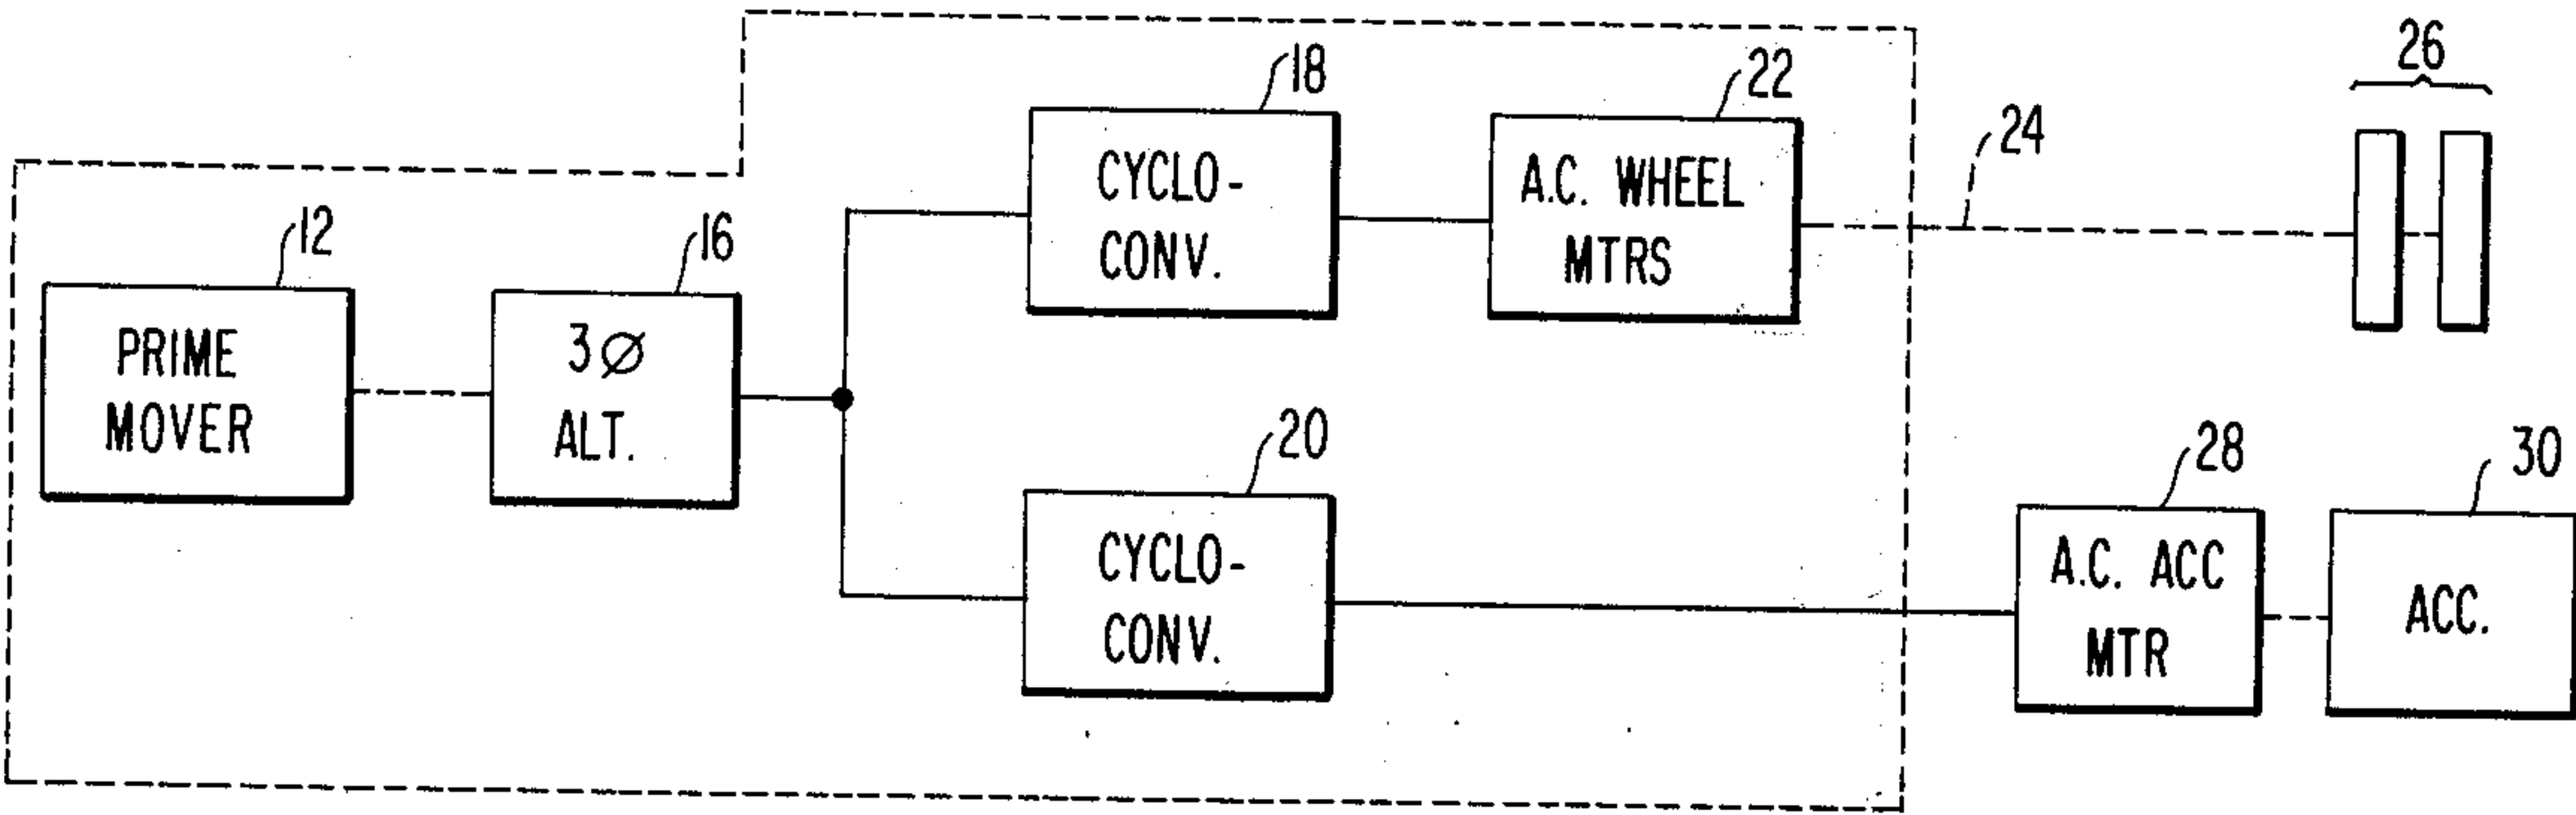 26
18
22
24
CYCLO-
CONV.
A.C. WHEEL
MTRS
12
16
PRIME
MOVER
3Ø
ALT.
20
28
30
CYCLO-
CONV.
A.C. ACC
MTR
ACC.